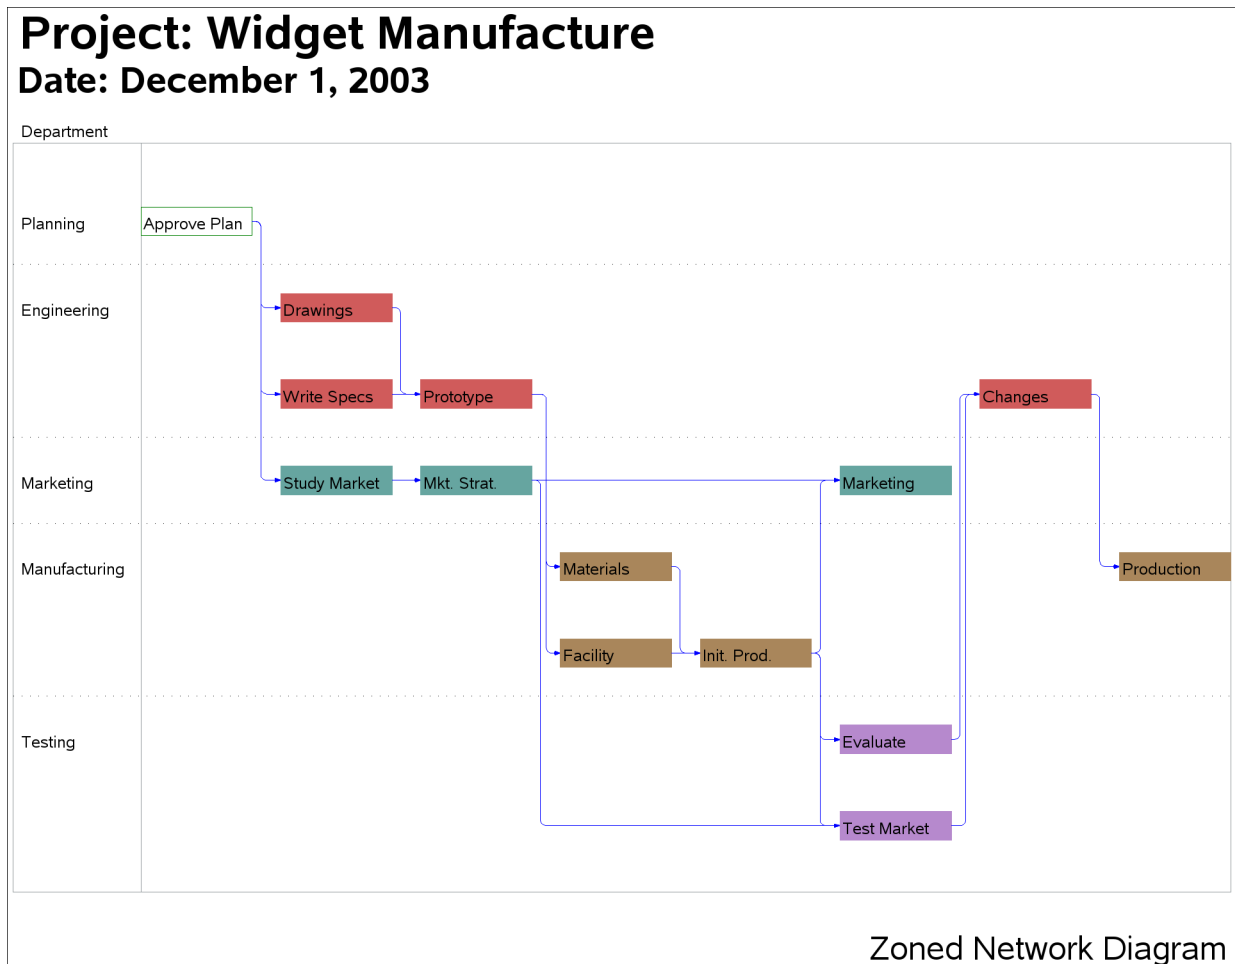 Project: Widget Manufacture
Date: December 1, 2003
Department
Planning
Approve Plan
Engineering
Drawings
Write Specs
Prototype
Changes
Marketing
Study Market
Mkt. Strat.
Marketing
Manufacturing
Materials
Production
Facility
Init. Prod.
Testing
Evaluate
Test Market
Zoned Network Diagram